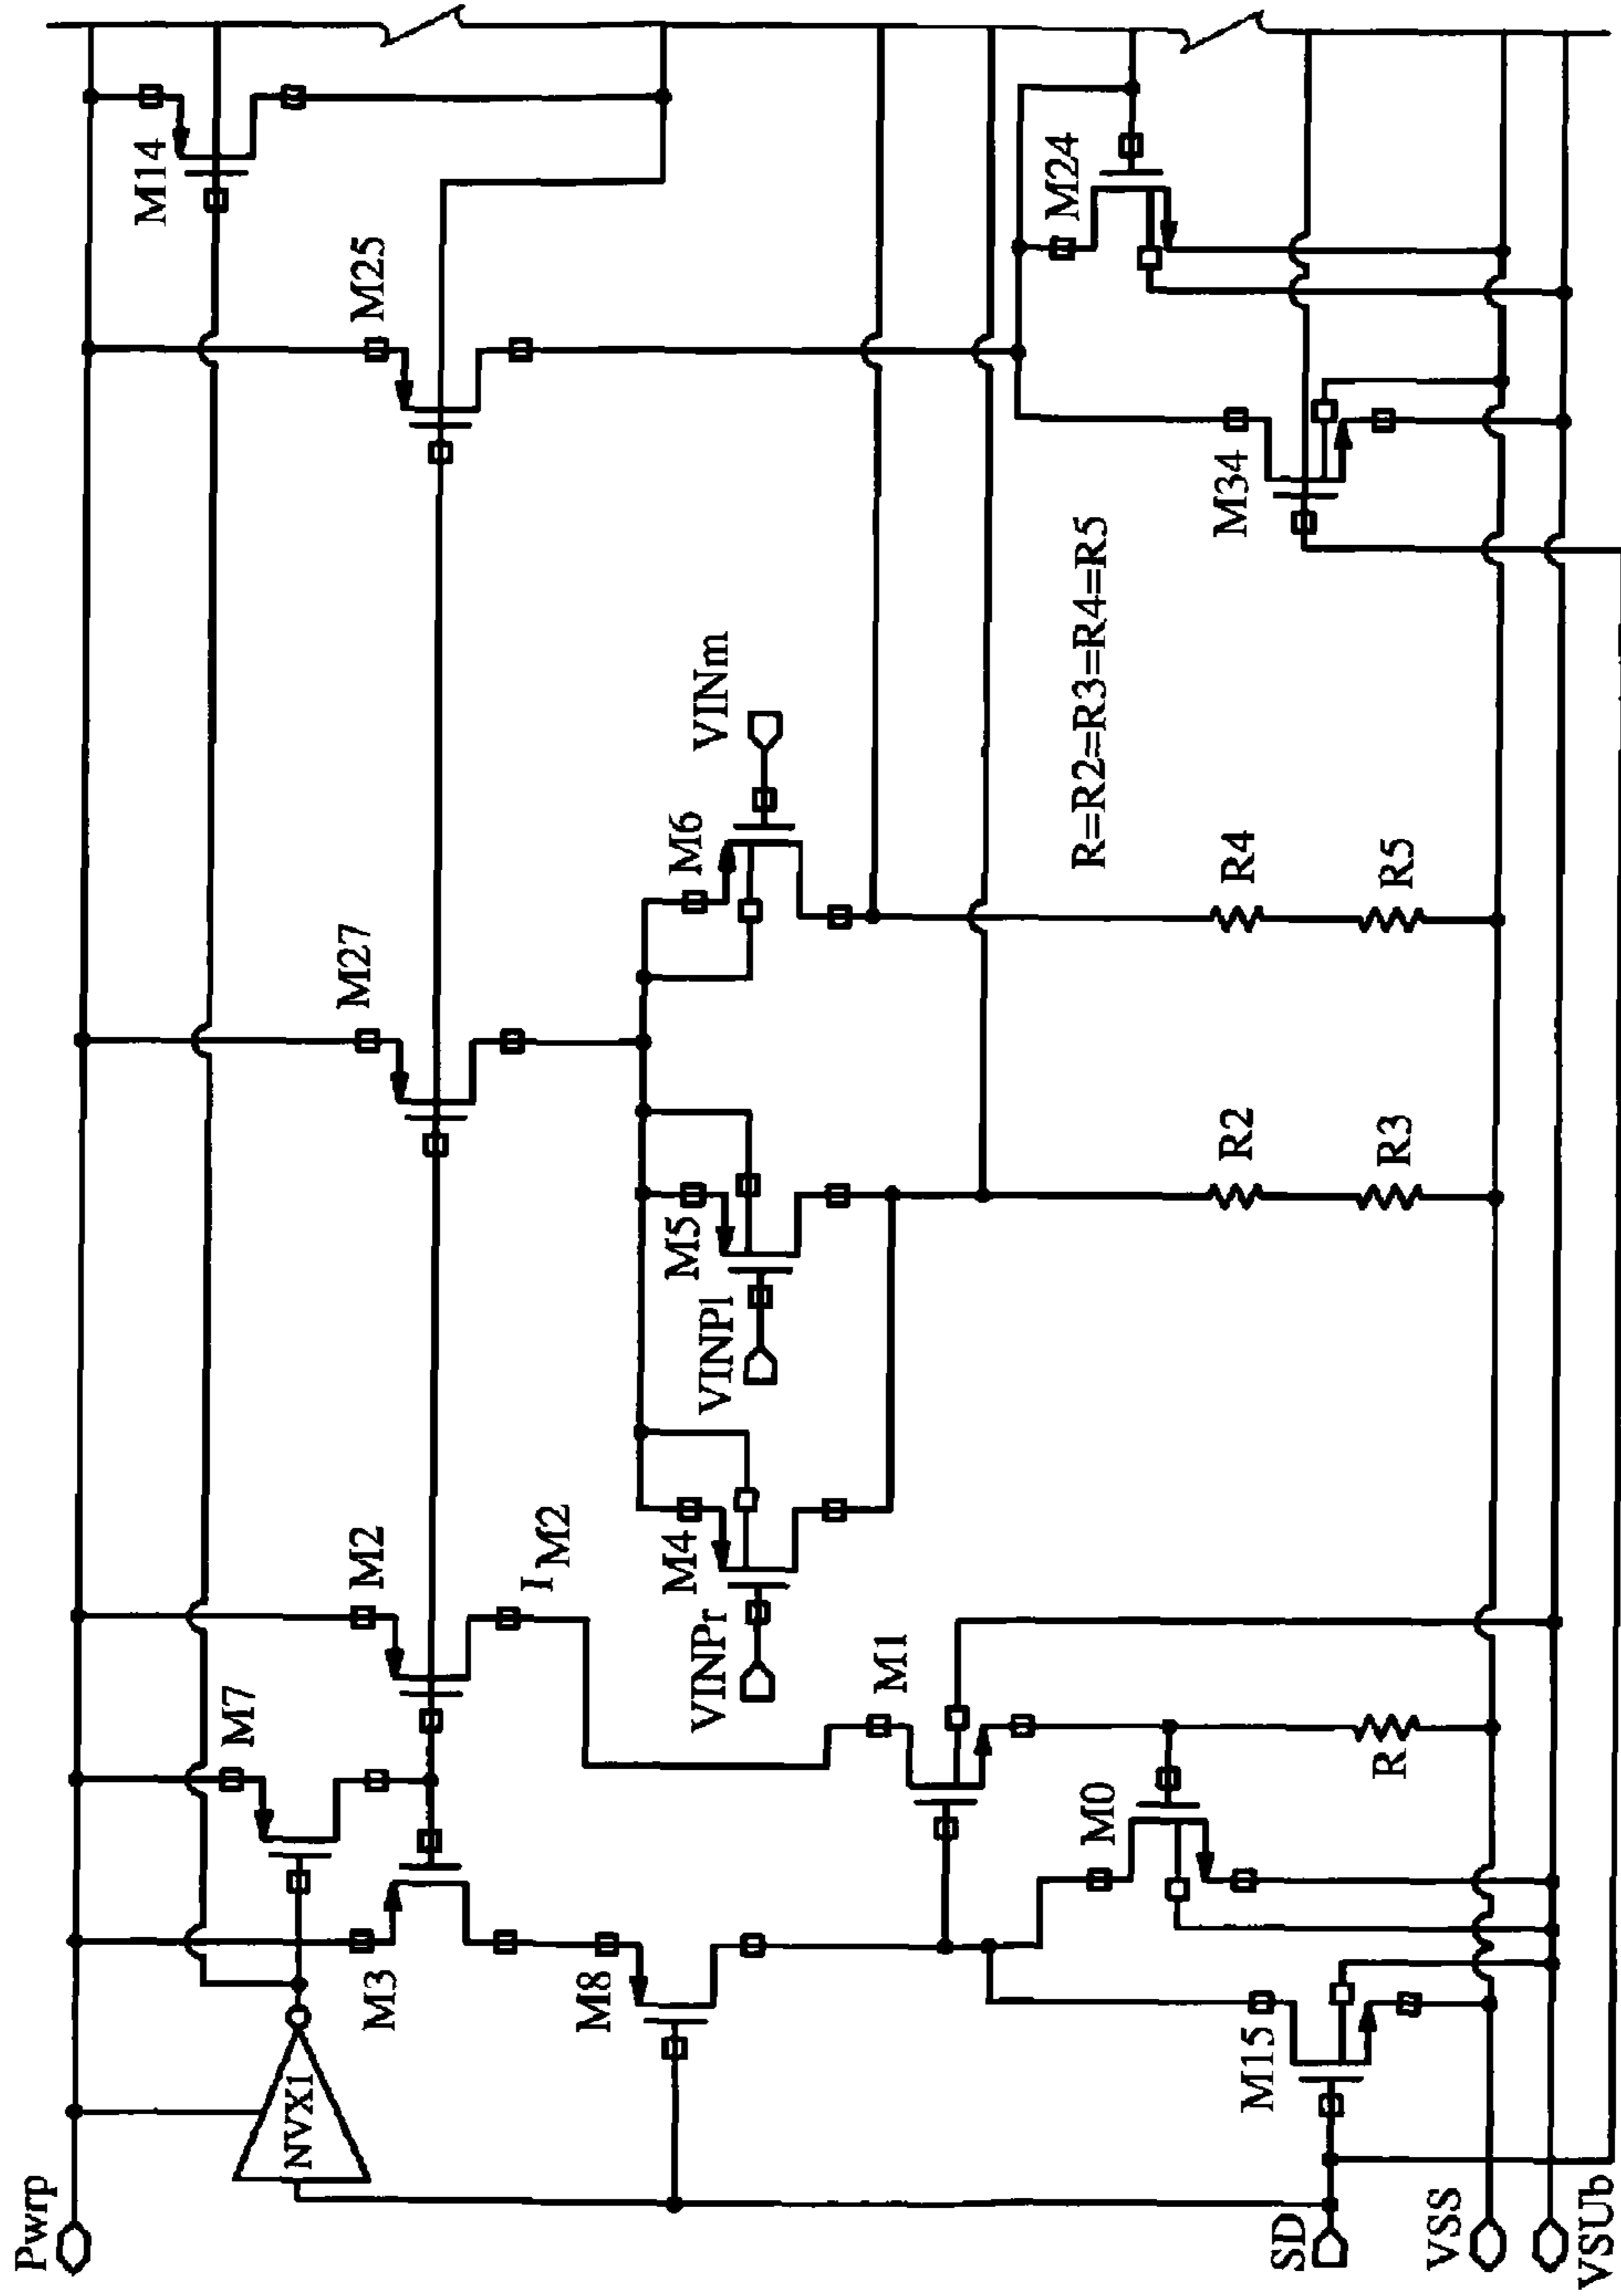 Pwrp
NVX1
M7
M3
M8
M2
I M2
M27
M25
M14
VINPr
M4
VINPl
M5
M6
VINm
M1
M0
R
M15
SD
VSS
VSUb
R2
R3
R4
R5
R=R2=R3=R4=R5
M34
M24